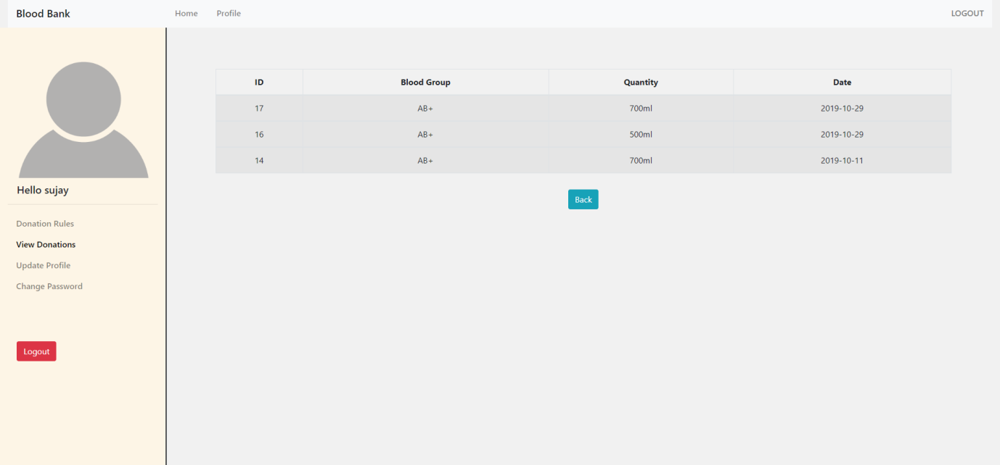 Blood Bank Home Profile LOGOUT
Hello sujay
Donation Rules
View Donations
Update Profile
Change Password
Logout
ID Blood Group Quantity Date
17 AB+ 700ml 2019-10-29
16 AB+ 500ml 2019-10-29
14 AB+ 700ml 2019-10-11
Back